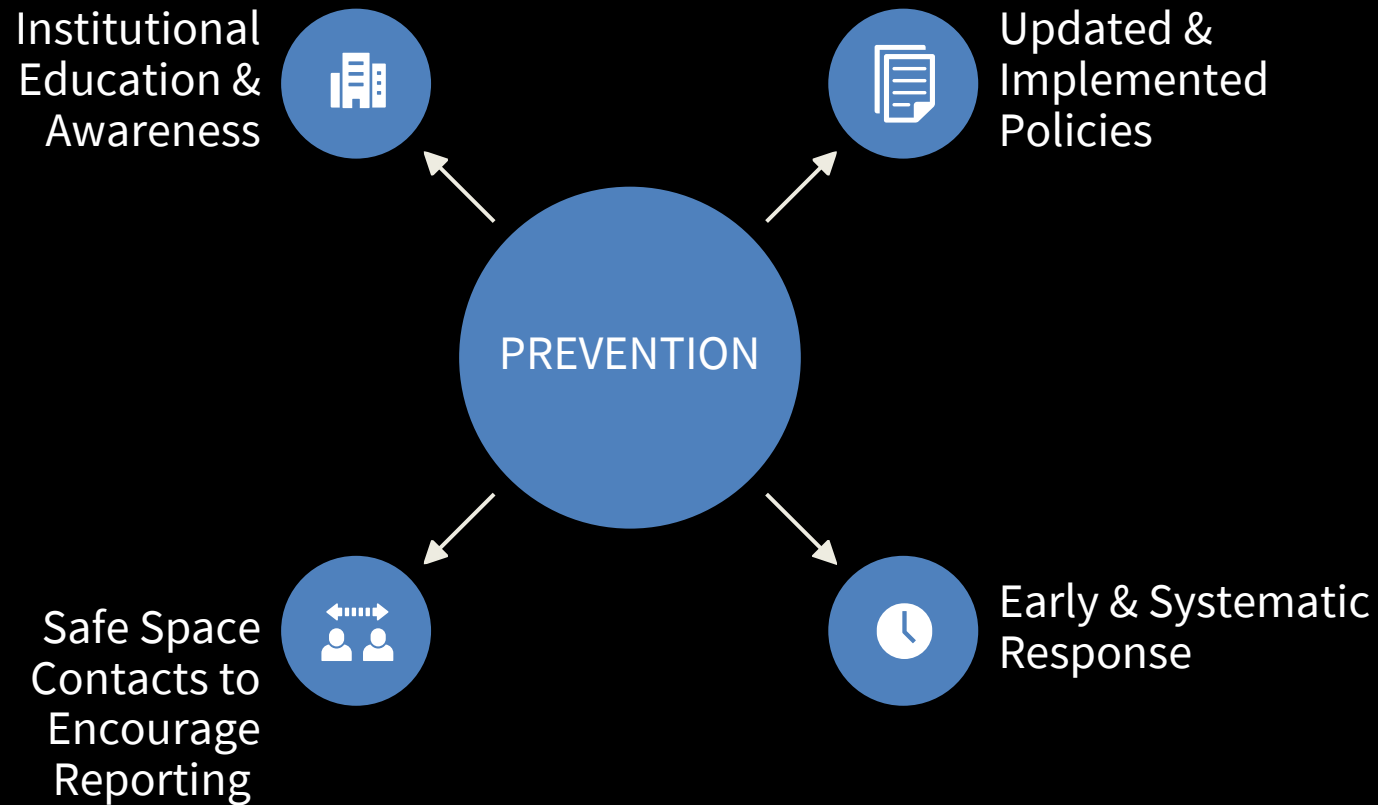 Institutional
Education &
Awareness
Updated &
Implemented
Policies
PREVENTION
Safe Space
Contacts to
Encourage
Reporting
Early & Systematic
Response